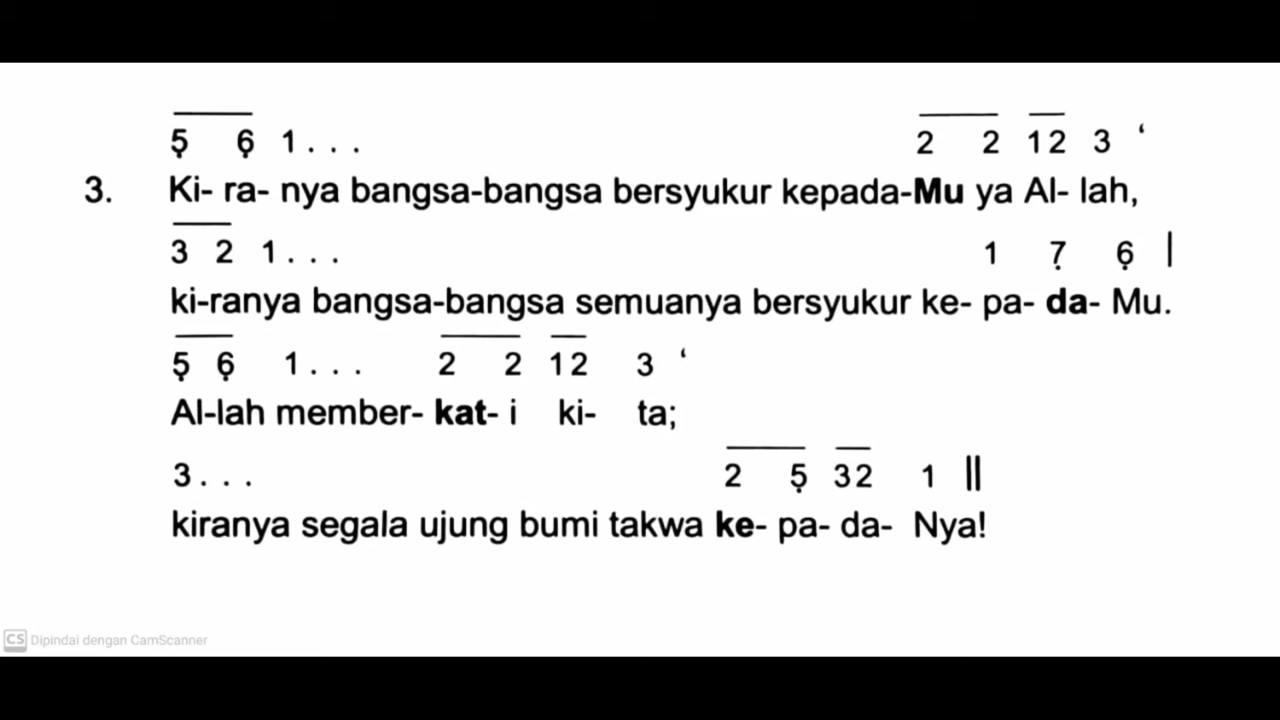 5̣ 6̣ 1 . . . 2 2 12 3 ‘
3. Ki- ra- nya bangsa-bangsa bersyukur kepada-Mu ya Al- lah,
3 2 1 . . . 1 7̣ 6̣ |
ki-ranya bangsa-bangsa semuanya bersyukur ke- pa- da- Mu.
5̣ 6̣ 1 . . . 2 2 12 3 ‘
Al-lah member- kat- i ki- ta;
3 . . . 2 5̣ 32 1 ||
kiranya segala ujung bumi takwa ke- pa- da- Nya!
CS Dipindai dengan CamScanner